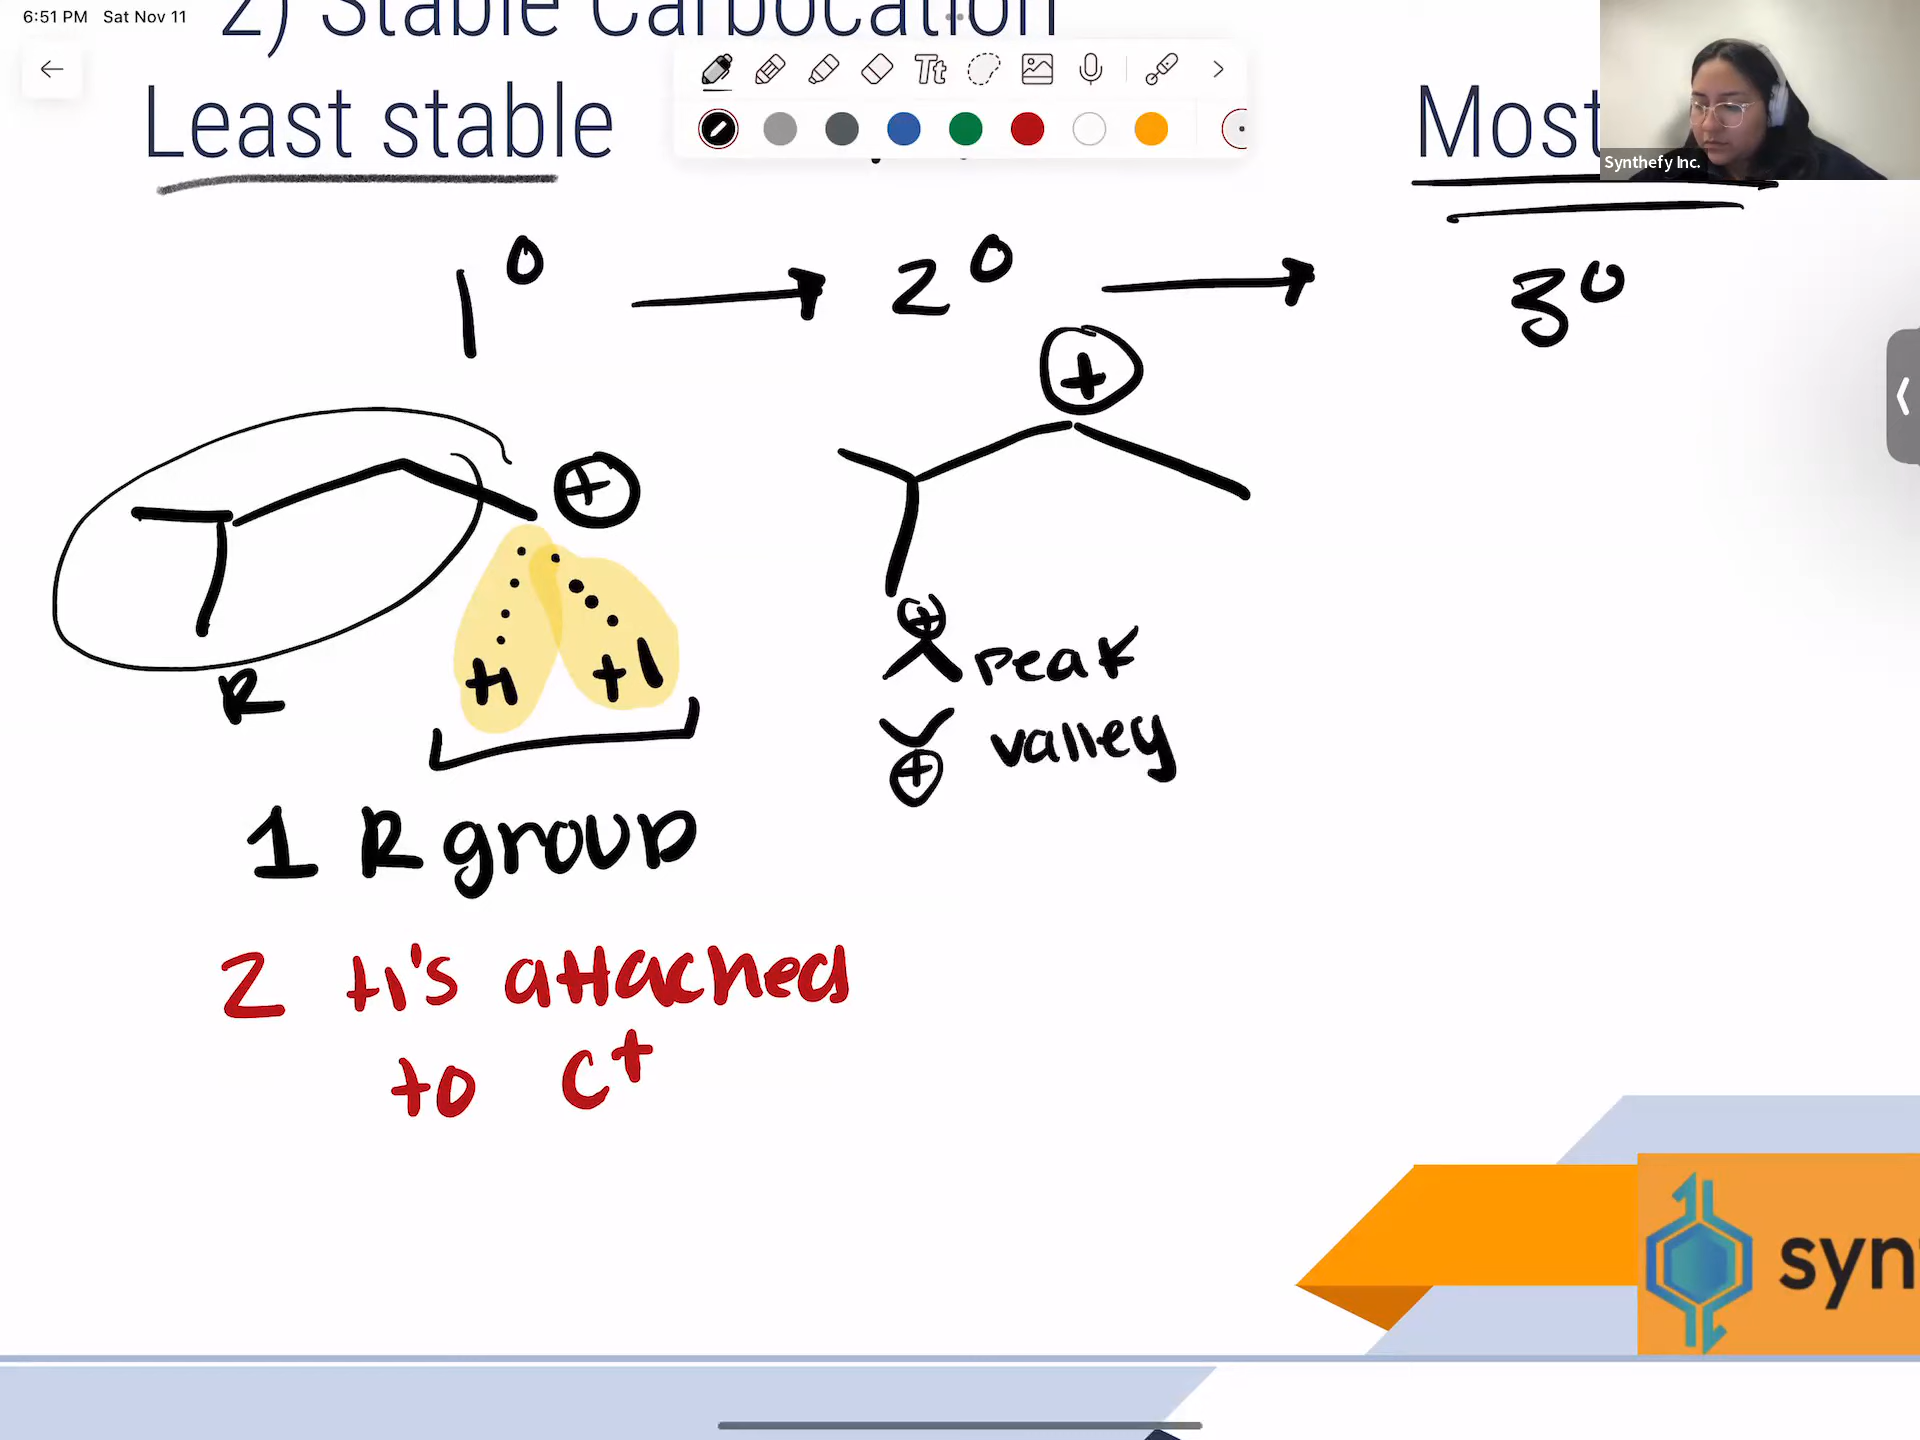 6:51 PM Sat Nov 11
2) Stable Carbocation
Least stable
Most
Synthefy Inc.
Tt
1° → 2° → 3°
+
+
H H
R
+
peak
valley
+
1 R group
2 H's attached
to C+
syn